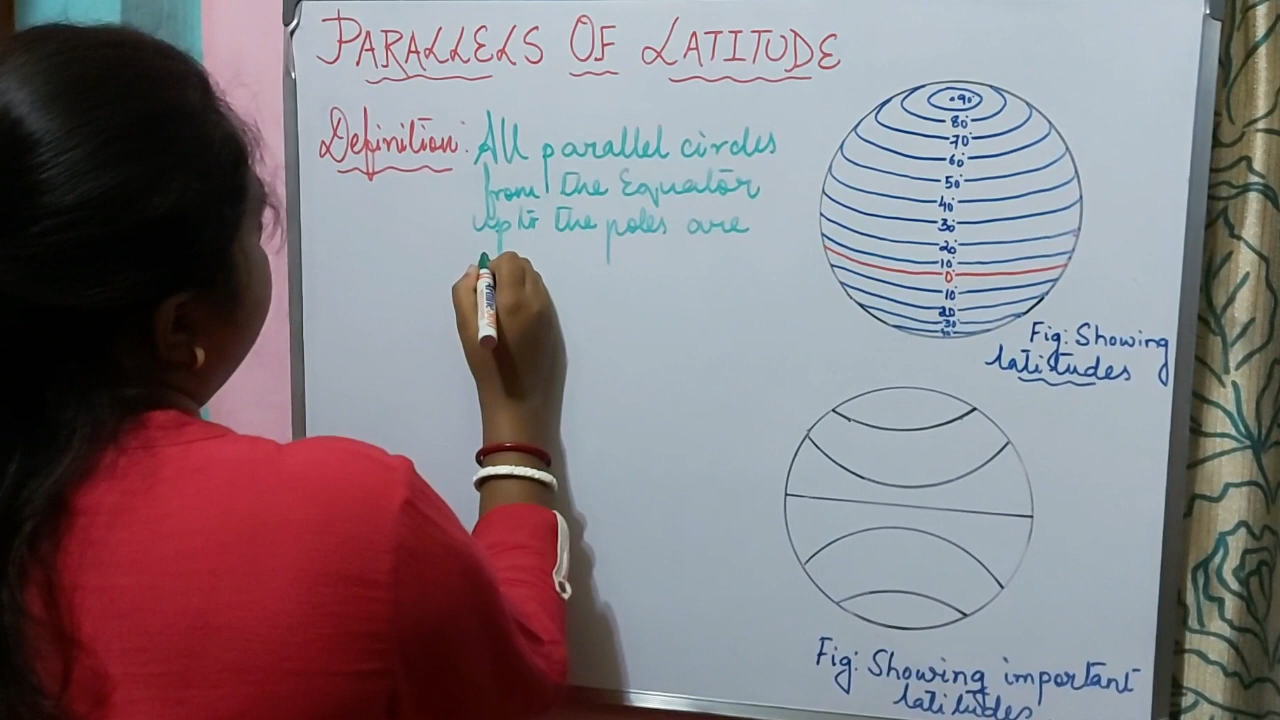 PARALLELS OF LATITUDE
Definition: All parallel circles
from the Equator
upto the poles are
90°
80°
70°
60°
50°
40°
30°
20°
10°
0°
10°
20°
30°
Fig: Showing
latitudes
Fig: Showing important
latitudes